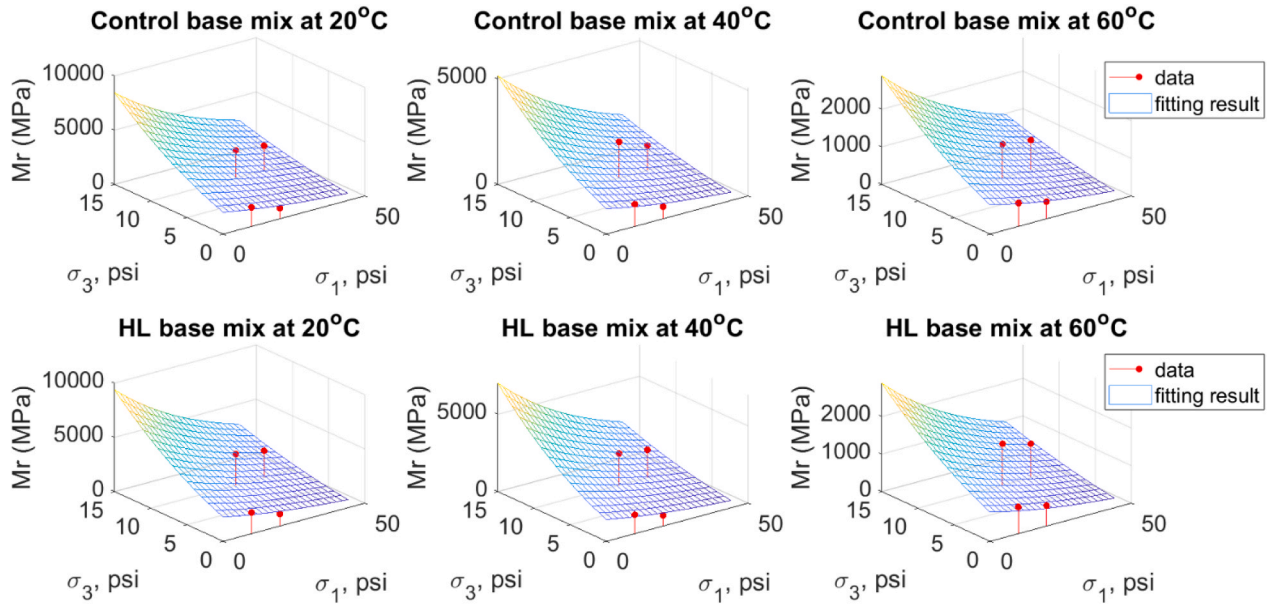 Control base mix at 20°C
Control base mix at 40°C
Control base mix at 60°C
Mr (MPa)
10000
5000
0
15
10
5
0
0
50
σ3, psi
σ1, psi
Mr (MPa)
5000
0
15
10
5
0
0
50
σ3, psi
σ1, psi
Mr (MPa)
2000
1000
0
15
10
5
0
0
50
σ3, psi
σ1, psi
data
fitting result
HL base mix at 20°C
HL base mix at 40°C
HL base mix at 60°C
Mr (MPa)
10000
5000
0
15
10
5
0
0
50
σ3, psi
σ1, psi
Mr (MPa)
5000
0
15
10
5
0
0
50
σ3, psi
σ1, psi
Mr (MPa)
2000
1000
0
15
10
5
0
0
50
σ3, psi
σ1, psi
data
fitting result